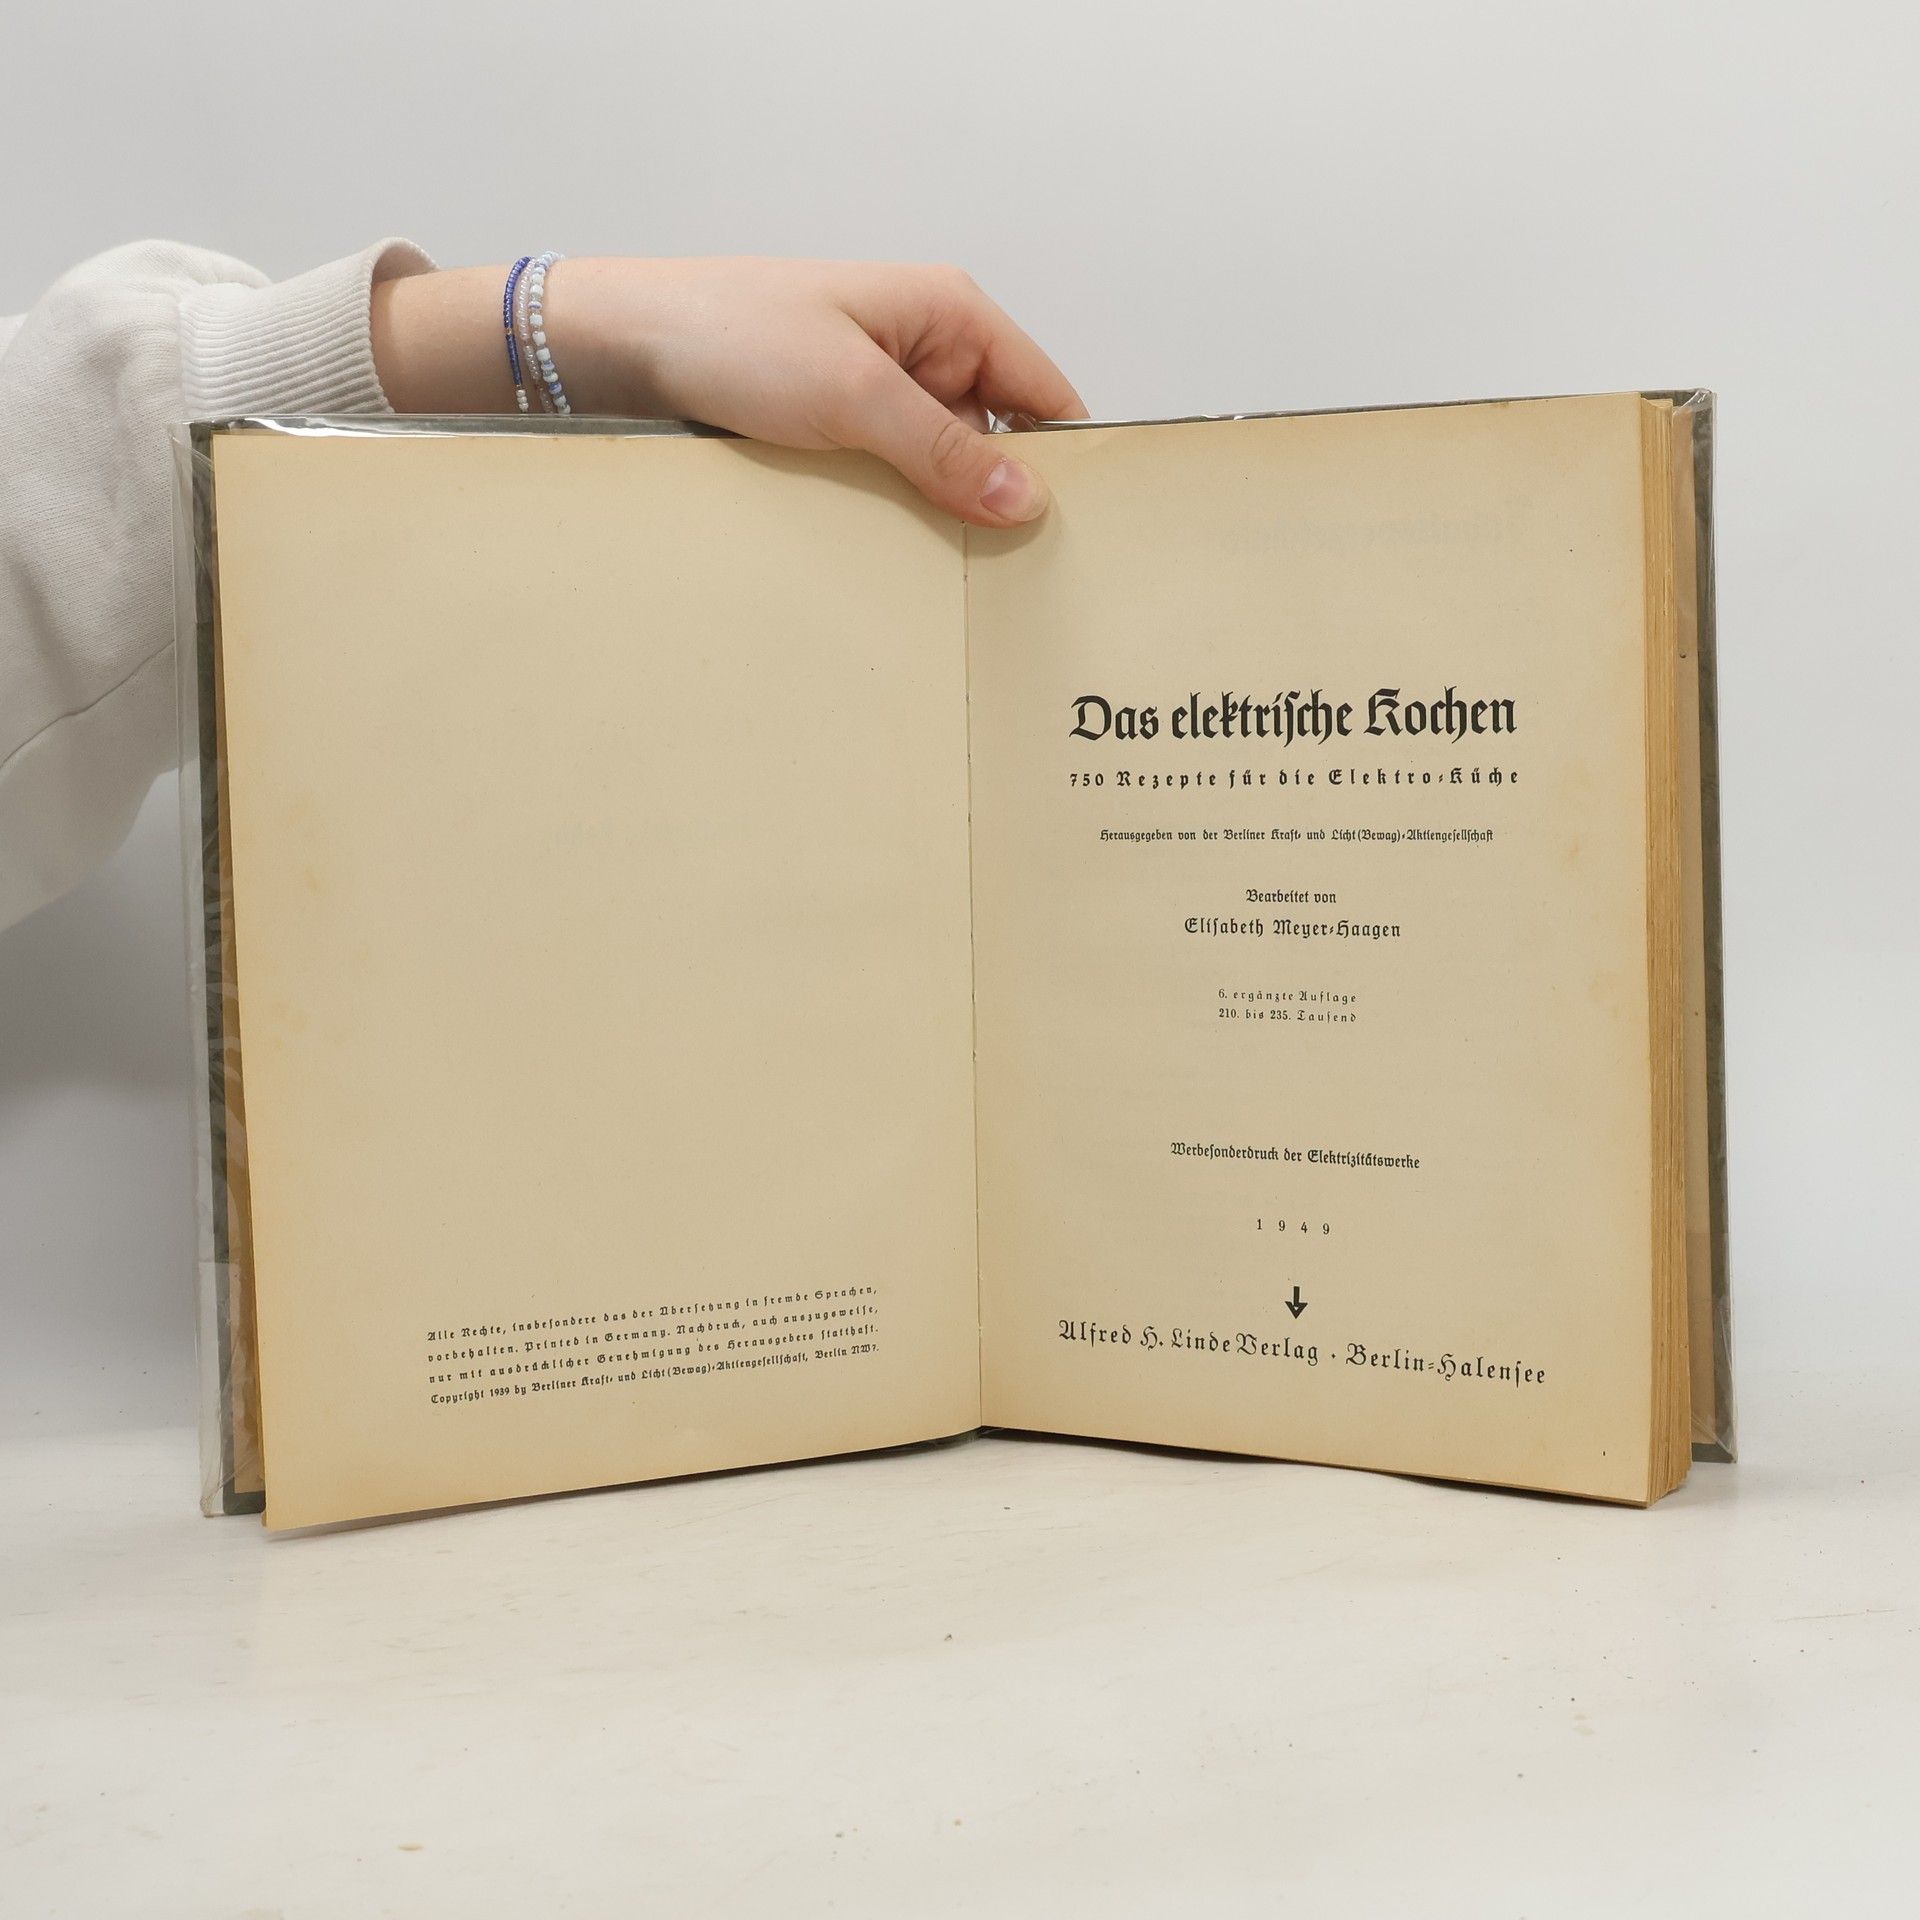 Alle Rechte, insbesondere das der Übersetzung in fremde Sprachen,
vorbehalten. Printed in Germany. Nachdruck, auch auszugsweise,
nur mit ausdrücklicher Genehmigung des Herausgebers statthaft.
Copyright 1939 by Berliner Kraft- und Licht (Bewag)-Aktiengesellschaft, Berlin NW7.
Das elektrische Kochen
750 Rezepte für die Elektro-Küche
Herausgegeben von der Berliner Kraft- und Licht (Bewag)-Aktiengesellschaft
Bearbeitet von
Elisabeth Meyer-Haagen
6. ergänzte Auflage
210. bis 235. Tausend
Werbesonderdruck der Elektrizitätswerke
1949
Alfred H. Linde Verlag · Berlin-Halensee